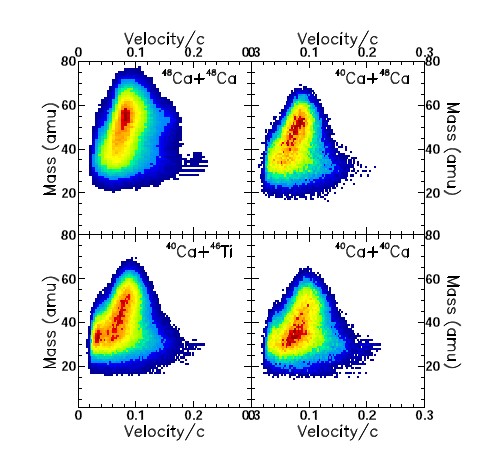 Velocity/c Velocity/c
0 0.1 0.2 0.3 0.1 0.2 0.3
80 80
48Ca+48Ca 40Ca+48Ca
60 60
Mass (amu) Mass (amu)
40 40
20 20
80 80
40Ca+46Ti 40Ca+40Ca
60 60
Mass (amu) Mass (amu)
40 40
20 20
0 0.1 0.2 0.3 0.1 0.2 0.3
Velocity/c Velocity/c